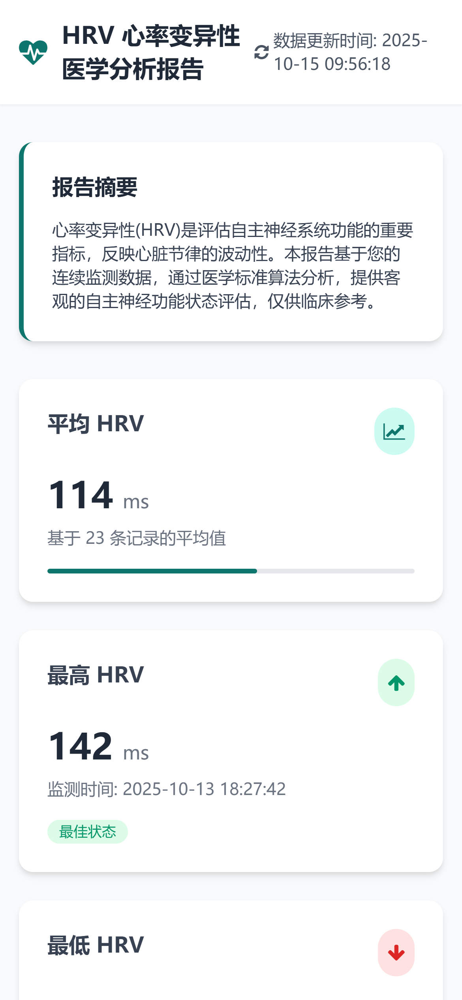 HRV 心率变异性
医学分析报告
数据更新时间: 2025-
10-15 09:56:18
报告摘要
心率变异性(HRV)是评估自主神经系统功能的重要
指标，反映心脏节律的波动性。本报告基于您的
连续监测数据，通过医学标准算法分析，提供客
观的自主神经功能状态评估，仅供临床参考。
平均 HRV
114 ms
基于 23 条记录的平均值
最高 HRV
142 ms
监测时间: 2025-10-13 18:27:42
最佳状态
最低 HRV